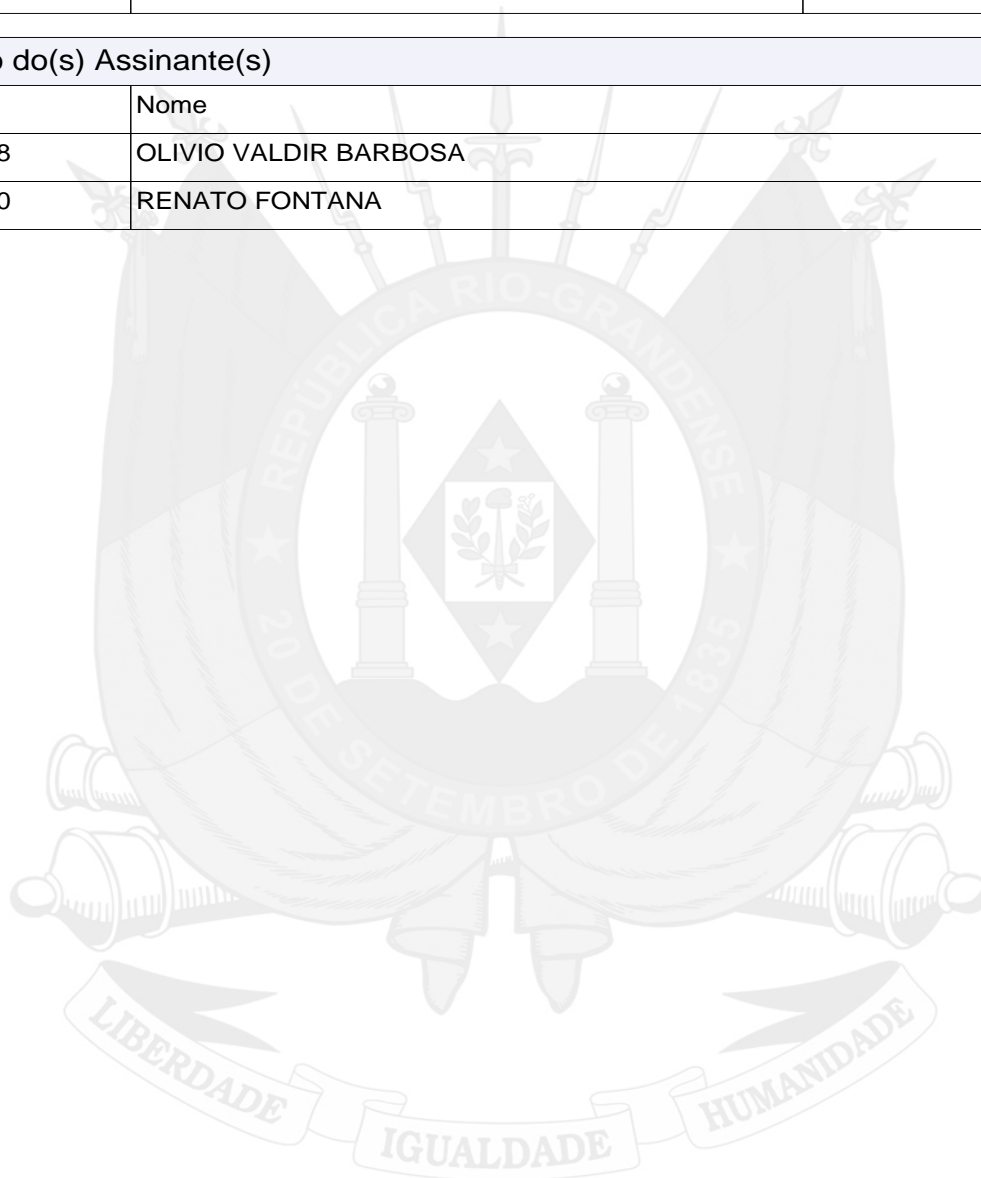 o do(s) Assinante(s)
Nome
8 OLIVIO VALDIR BARBOSA
0 RENATO FONTANA
REPÚBLICA RIO-GRANDENSE
20 DE SETEMBRO DE 1835
LIBERDADE IGUALDADE HUMANIDADE